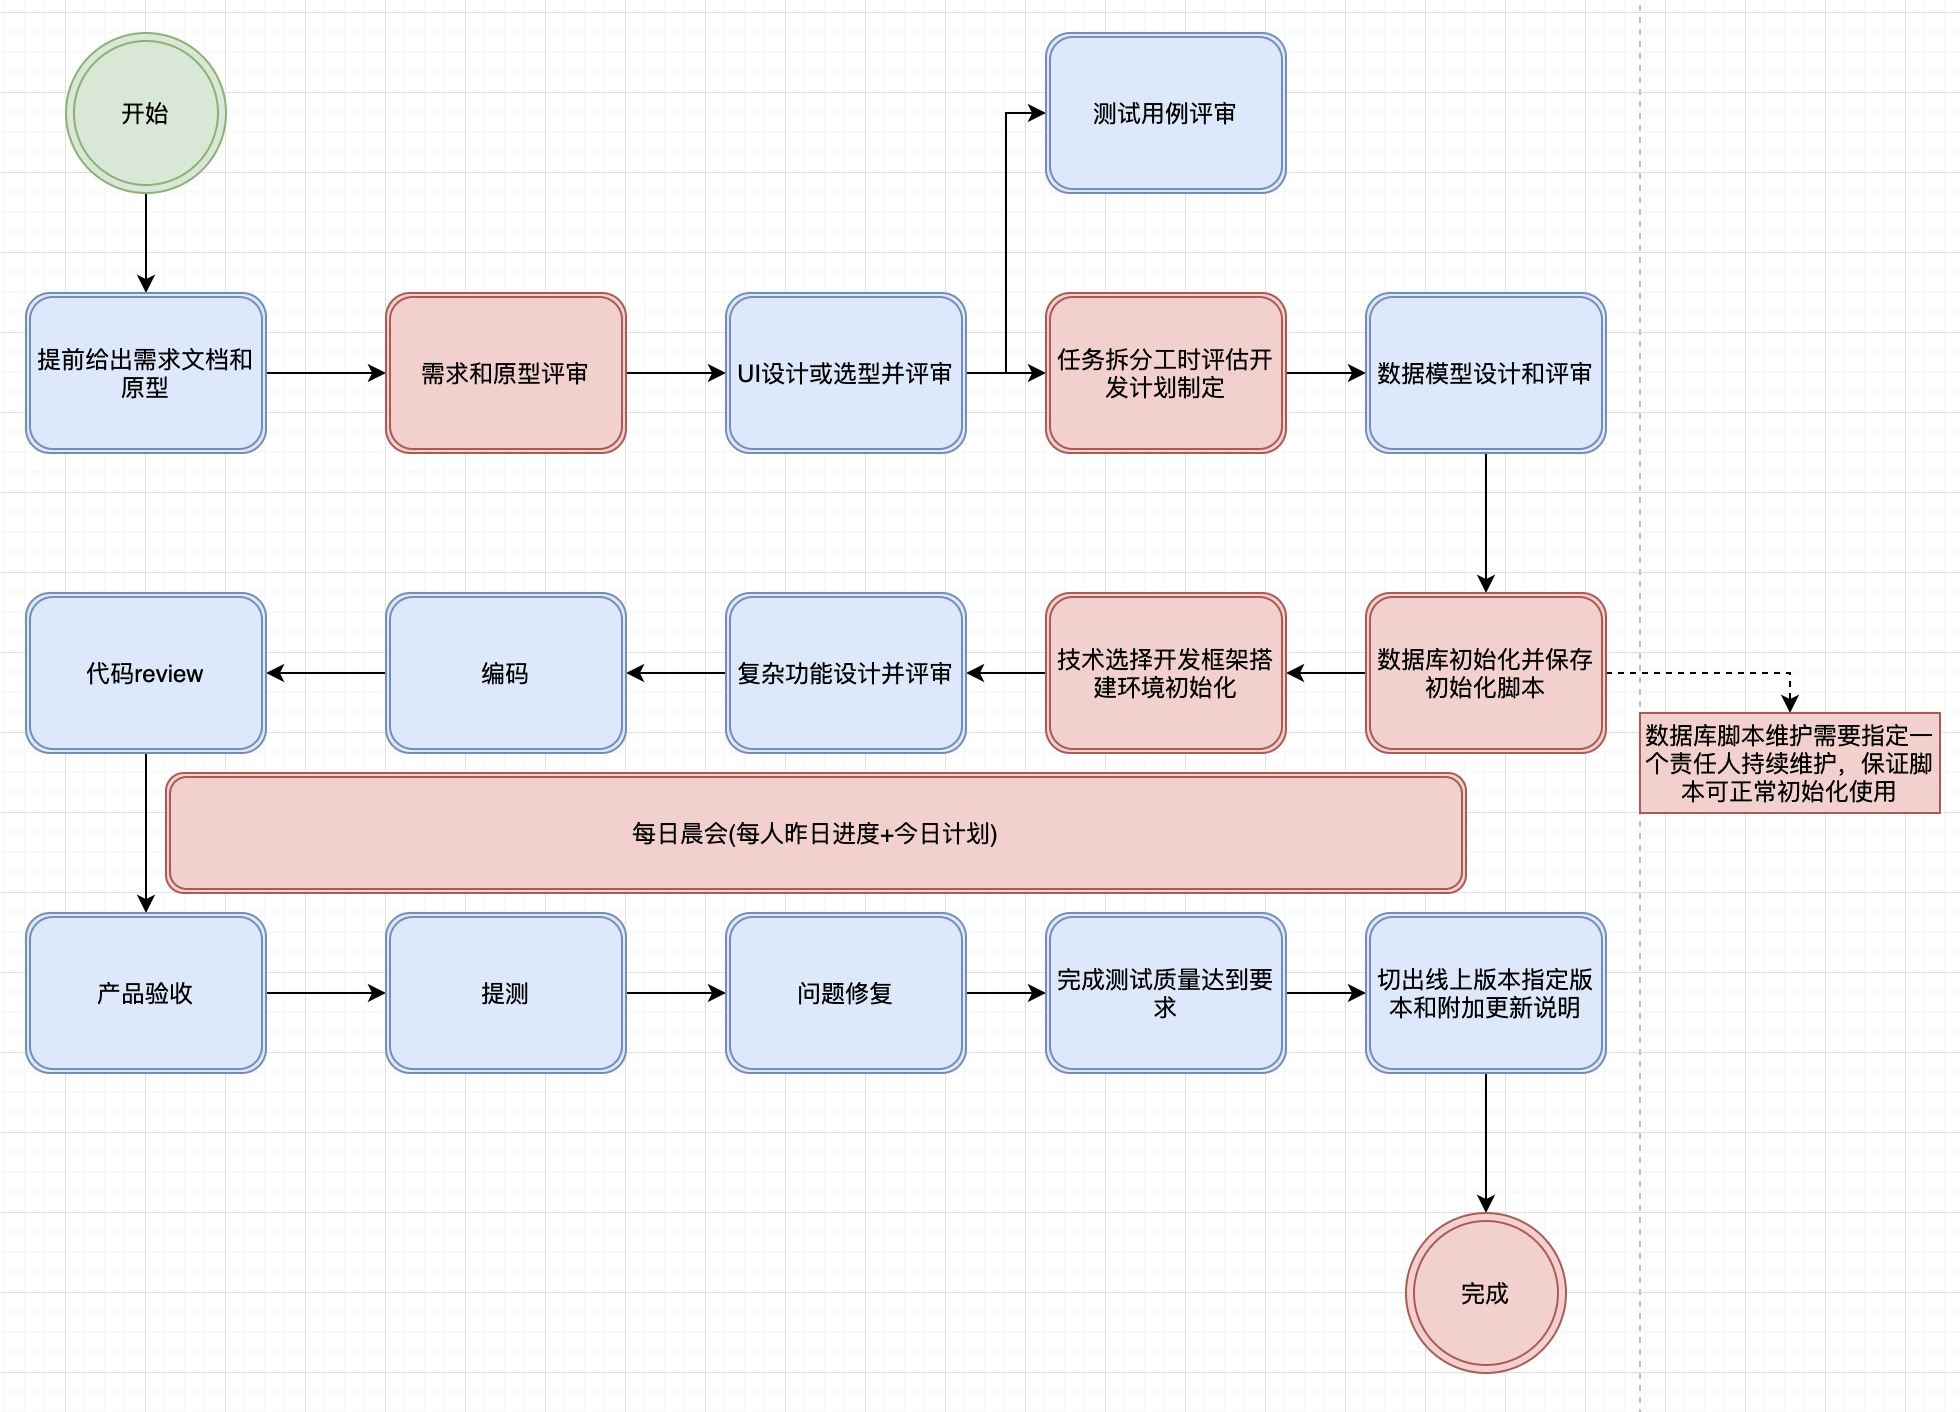 开始
测试用例评审
提前给出需求文档和
原型
需求和原型评审
UI设计或选型并评审
任务拆分工时评估开
发计划制定
数据模型设计和评审
代码review
编码
复杂功能设计并评审
技术选择开发框架搭
建环境初始化
数据库初始化并保存
初始化脚本
数据库脚本维护需要指定一
个责任人持续维护，保证脚
本可正常初始化使用
每日晨会(每人昨日进度+今日计划)
产品验收
提测
问题修复
完成测试质量达到要
求
切出线上版本指定版
本和附加更新说明
完成